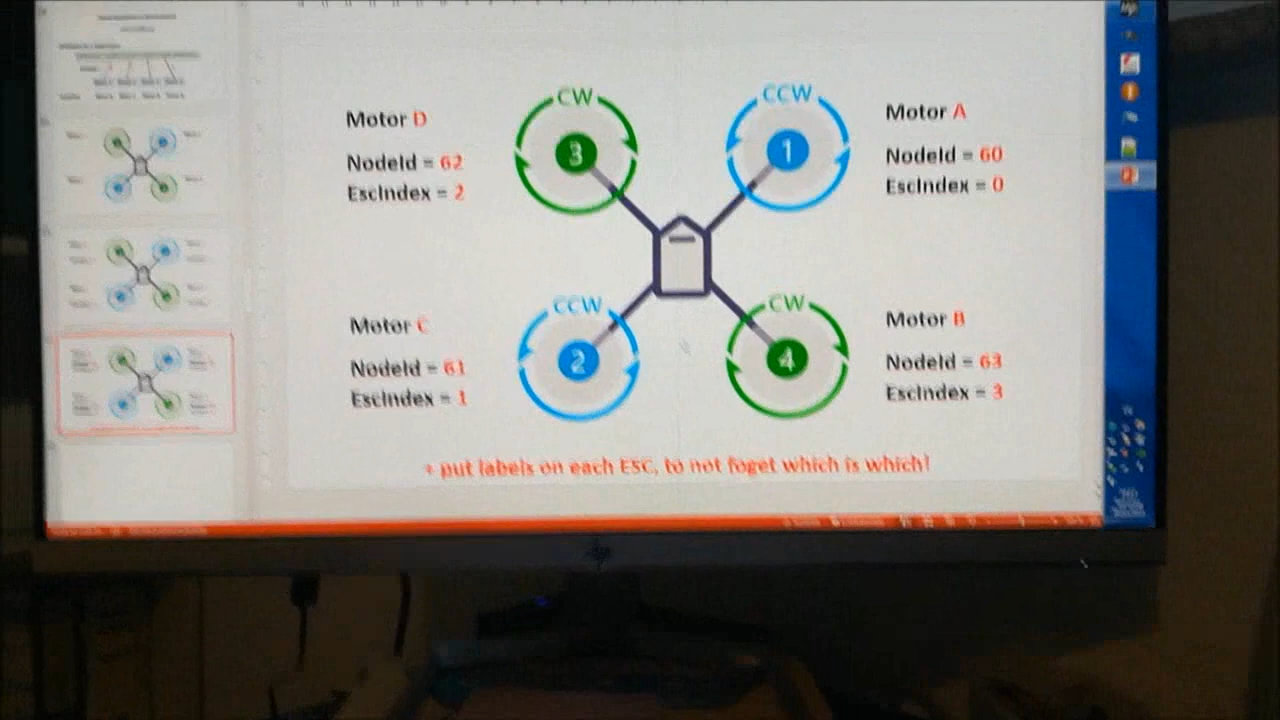 CW
CCW
Motor D
Motor A
3
1
NodeId = 62
NodeId = 60
EscIndex = 2
EscIndex = 0
CCW
CW
Motor C
Motor B
2
4
NodeId = 61
NodeId = 63
EscIndex = 1
EscIndex = 3
+ put labels on each ESC, to not foget which is which!